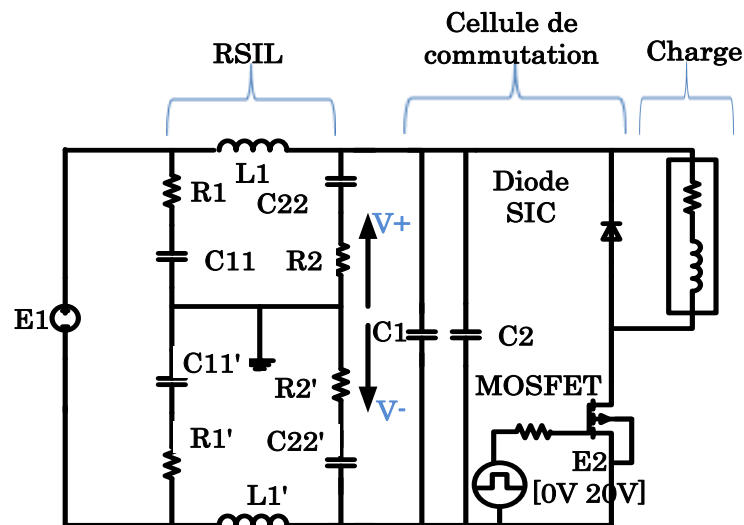 Cellule de
commutation
RSIL
Charge
L1
R1
C22
Diode
SIC
V+
C11
R2
E1
C1
C2
C11'
R2'
MOSFET
V-
R1'
C22'
E2
[0V 20V]
L1'